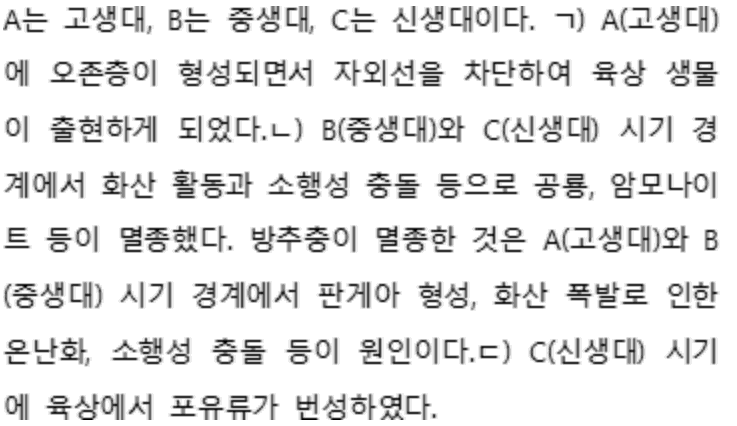 A는 고생대, B는 중생대, C는 신생대이다. ㄱ) A(고생대)
에 오존층이 형성되면서 자외선을 차단하여 육상 생물
이 출현하게 되었다.ㄴ) B(중생대)와 C(신생대) 시기 경
계에서 화산 활동과 소행성 충돌 등으로 공룡, 암모나이
트 등이 멸종했다. 방추충이 멸종한 것은 A(고생대)와 B
(중생대) 시기 경계에서 판게아 형성, 화산 폭발로 인한
온난화, 소행성 충돌 등이 원인이다.ㄷ) C(신생대) 시기
에 육상에서 포유류가 번성하였다.